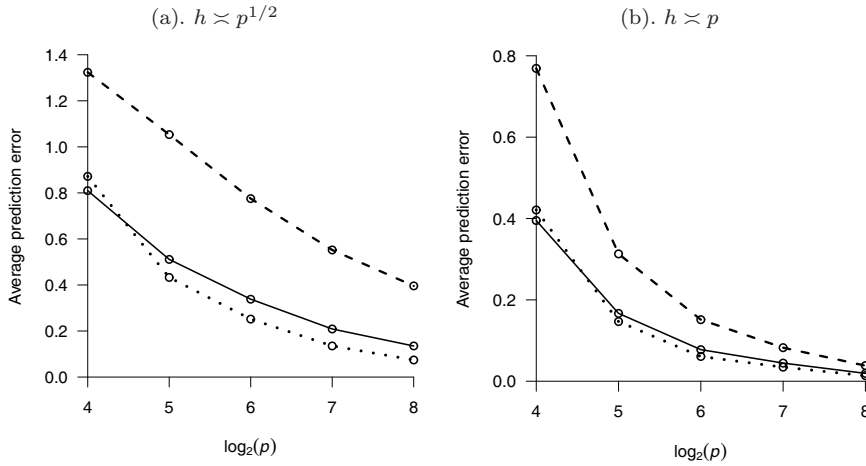 (a). h ≍ p^{1/2}
Average prediction error
1.4
1.2
1.0
0.8
0.6
0.4
0.2
0.0
4 5 6 7 8
log₂(p)
(b). h ≍ p
Average prediction error
0.8
0.6
0.4
0.2
0.0
4 5 6 7 8
log₂(p)